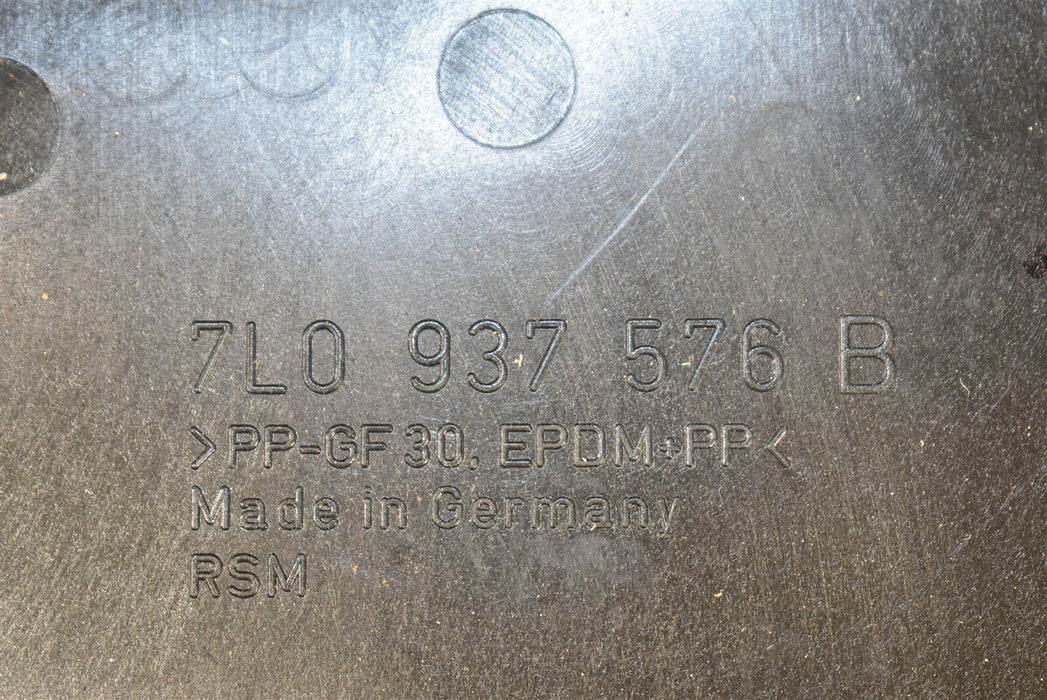 7L0 937 576 B
>PP-GF 30, EPDM+PP<
Made in Germany
RSM